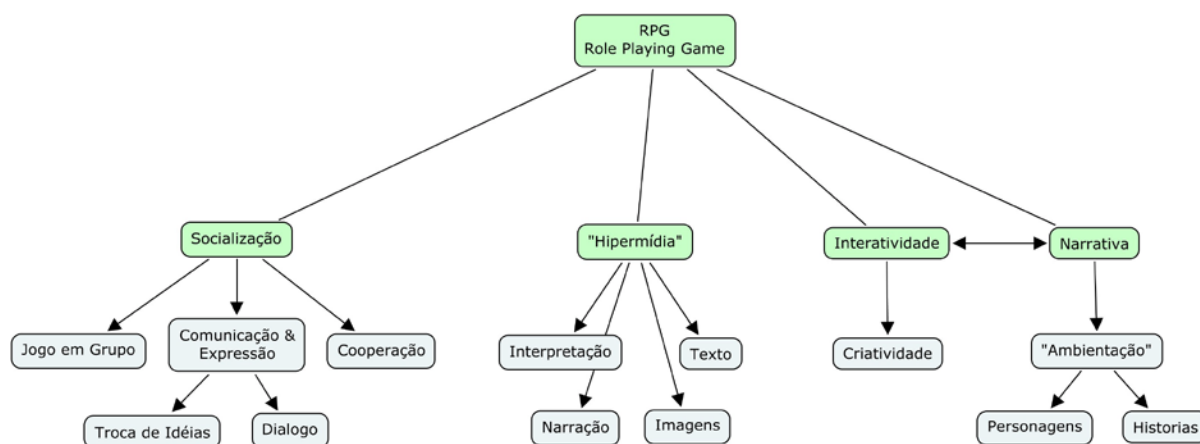 RPG
Role Playing Game
Socialização
"Hipermídia"
Interatividade
Narrativa
Jogo em Grupo
Comunicação &
Expressão
Cooperação
Interpretação
Texto
Criatividade
"Ambientação"
Troca de Idéias
Dialogo
Narração
Imagens
Personagens
Historias